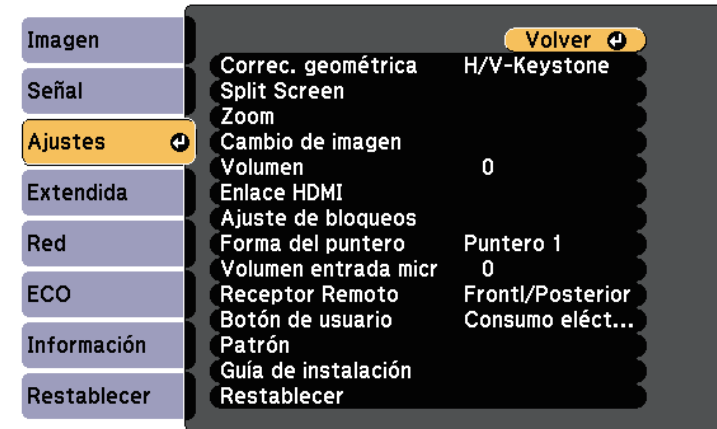 Imagen
Señal
Ajustes
Extendida
Red
ECO
Información
Restablecer
Volver
Correc. geométrica H/V-Keystone
Split Screen
Zoom
Cambio de imagen
Volumen 0
Enlace HDMI
Ajuste de bloqueos
Forma del puntero Puntero 1
Volumen entrada micr 0
Receptor Remoto Frontl/Posterior
Botón de usuario Consumo eléct...
Patrón
Guía de instalación
Restablecer